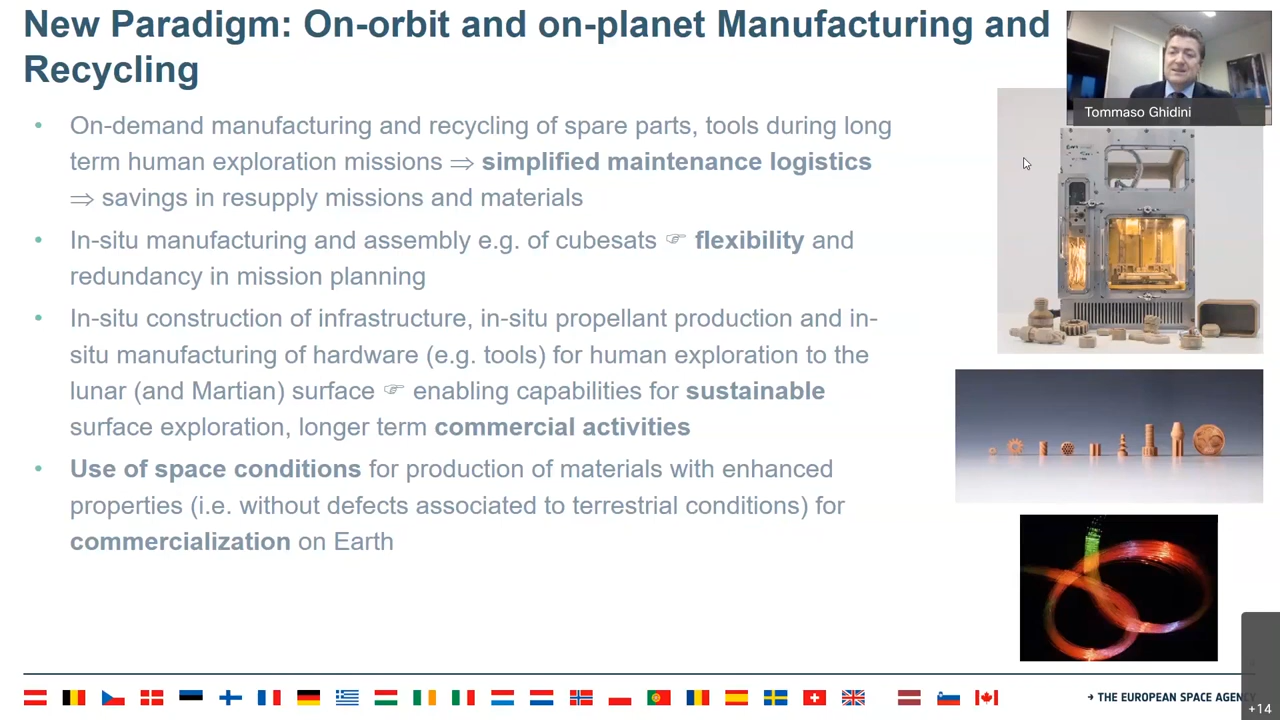 New Paradigm: On-orbit and on-planet Manufacturing and
Recycling
Tommaso Ghidini
• On-demand manufacturing and recycling of spare parts, tools during long
term human exploration missions ⇒ simplified maintenance logistics
⇒ savings in resupply missions and materials
• In-situ manufacturing and assembly e.g. of cubesats ☞ flexibility and
redundancy in mission planning
• In-situ construction of infrastructure, in-situ propellant production and in-
situ manufacturing of hardware (e.g. tools) for human exploration to the
lunar (and Martian) surface ☞ enabling capabilities for sustainable
surface exploration, longer term commercial activities
• Use of space conditions for production of materials with enhanced
properties (i.e. without defects associated to terrestrial conditions) for
commercialization on Earth
→ THE EUROPEAN SPACE AGENCY
+14